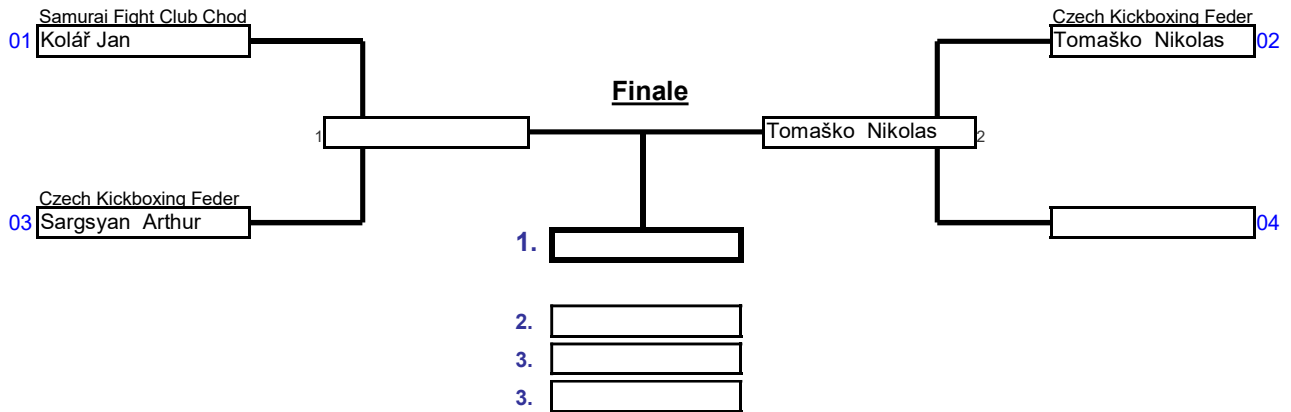 Samurai Fight Club Chod
01 Kolář Jan
Czech Kickboxing Feder
Tomaško Nikolas 02
Finale
1
Tomaško Nikolas 2
Czech Kickboxing Feder
03 Sargsyan Arthur
04
1.
2.
3.
3.